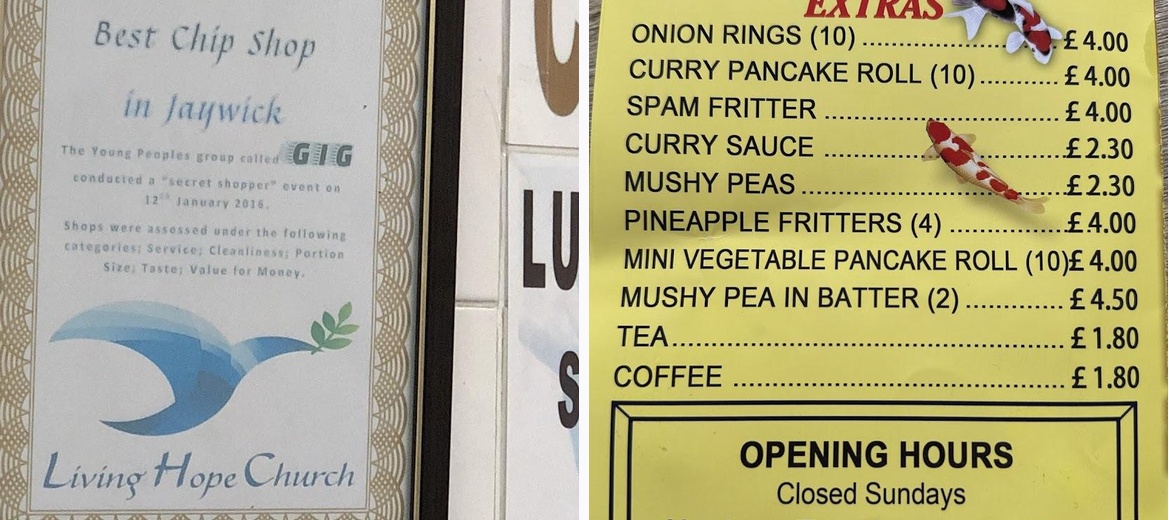 Best Chip Shop
in Jaywick
The Young Peoples group called GIG
conducted a "secret shopper" event on
12th January 2016.
Shops were assessed under the following
categories; Service; Cleanliness; Portion
Size; Taste; Value for Money.
Living Hope Church
LU
S
EXTRAS
ONION RINGS (10) ........................ £ 4.00
CURRY PANCAKE ROLL (10)........... £ 4.00
SPAM FRITTER ................................ £ 4.00
CURRY SAUCE ................................£ 2.30
MUSHY PEAS...................................£ 2.30
PINEAPPLE FRITTERS (4) ................£ 4.00
MINI VEGETABLE PANCAKE ROLL (10)£ 4.00
MUSHY PEA IN BATTER (2) .............. £ 4.50
TEA..................................................... £ 1.80
COFFEE ............................................. £ 1.80
OPENING HOURS
Closed Sundays